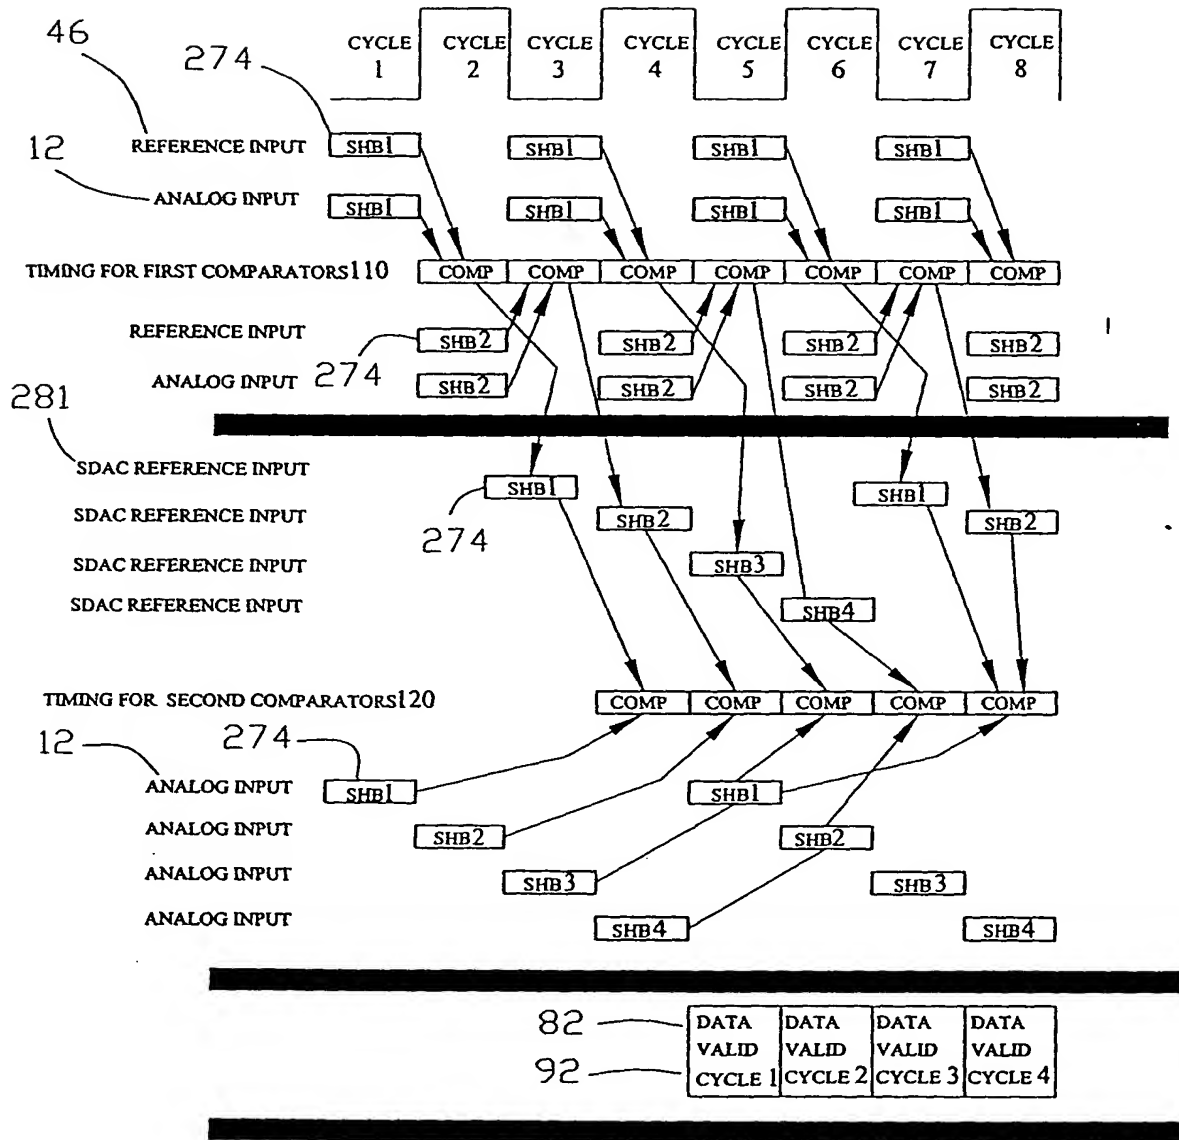 46
274
CYCLE 1
CYCLE 2
CYCLE 3
CYCLE 4
CYCLE 5
CYCLE 6
CYCLE 7
CYCLE 8
REFERENCE INPUT SHB1 SHB1 SHB1 SHB1
12
ANALOG INPUT SHB1 SHB1 SHB1 SHB1
TIMING FOR FIRST COMPARATORS110 COMP COMP COMP COMP COMP COMP COMP
REFERENCE INPUT SHB2 SHB2 SHB2 SHB2
274
ANALOG INPUT SHB2 SHB2 SHB2 SHB2
281
SDAC REFERENCE INPUT SHB1 SHB1
SDAC REFERENCE INPUT SHB2 SHB2
274
SDAC REFERENCE INPUT SHB3
SDAC REFERENCE INPUT SHB4
TIMING FOR SECOND COMPARATORS120 COMP COMP COMP COMP COMP
12
274
ANALOG INPUT SHB1 SHB1
ANALOG INPUT SHB2 SHB2
ANALOG INPUT SHB3 SHB3
ANALOG INPUT SHB4 SHB4
82 DATA DATA DATA DATA
VALID VALID VALID VALID
92 CYCLE 1 CYCLE 2 CYCLE 3 CYCLE 4